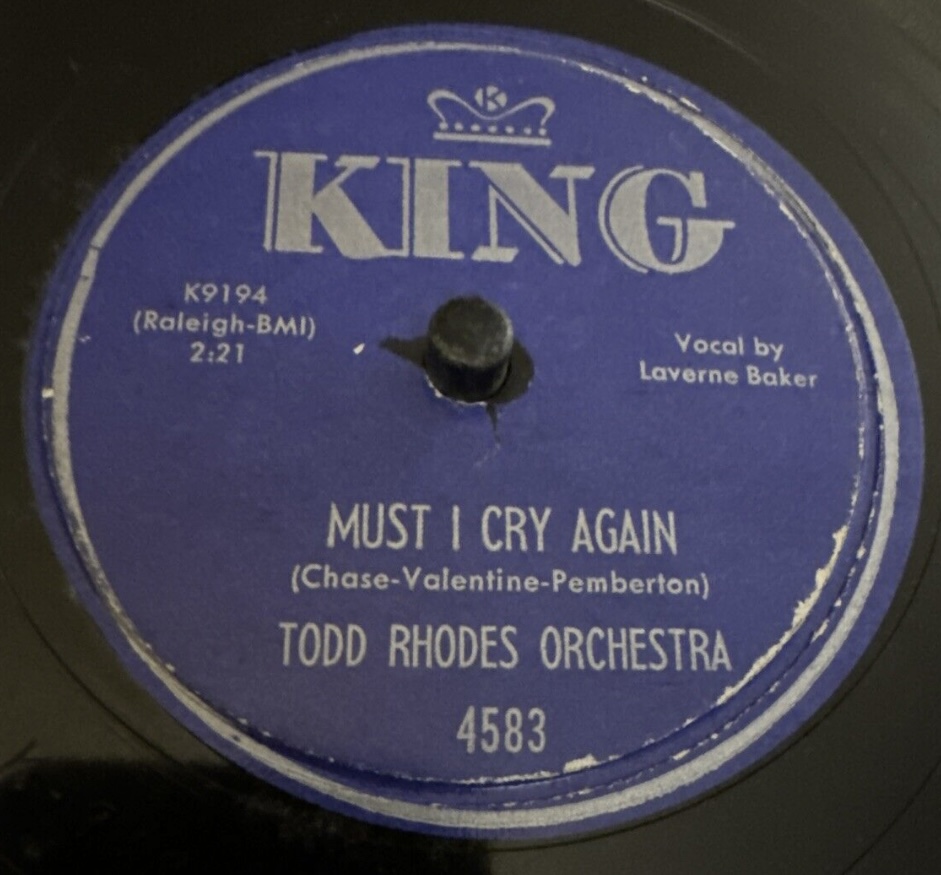 K
KING
K9194
(Raleigh-BMI)
2:21
Vocal by
Laverne Baker
MUST I CRY AGAIN
(Chase-Valentine-Pemberton)
TODD RHODES ORCHESTRA
4583